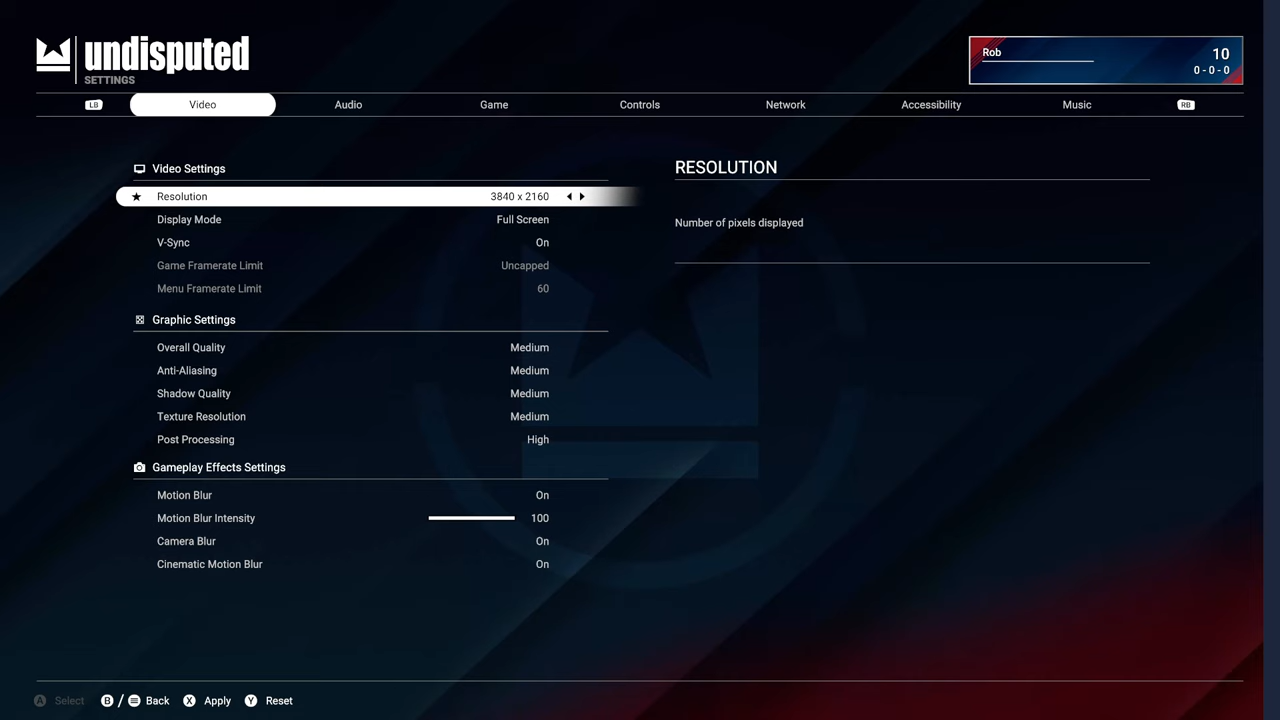 undisputed
SETTINGS
Rob
10
0 - 0 - 0
LB Video Audio Game Controls Network Accessibility Music RB
Video Settings
Resolution 3840 x 2160
Display Mode Full Screen
V-Sync On
Game Framerate Limit Uncapped
Menu Framerate Limit 60
Graphic Settings
Overall Quality Medium
Anti-Aliasing Medium
Shadow Quality Medium
Texture Resolution Medium
Post Processing High
Gameplay Effects Settings
Motion Blur On
Motion Blur Intensity 100
Camera Blur On
Cinematic Motion Blur On
RESOLUTION
Number of pixels displayed
A Select B / Back X Apply Y Reset